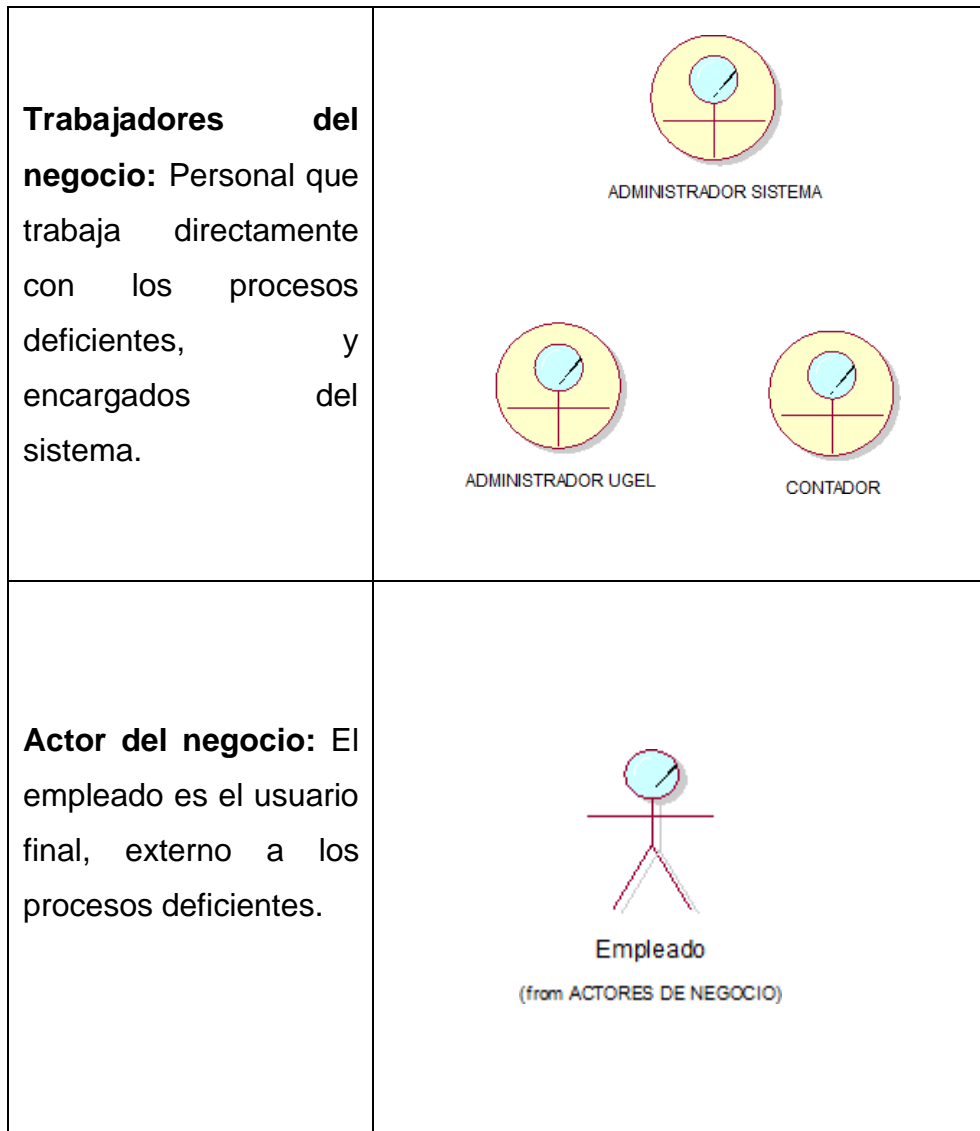 Trabajadores del
negocio: Personal que
trabaja directamente
con los procesos
deficientes, y
encargados del
sistema.
ADMINISTRADOR SISTEMA
ADMINISTRADOR UGEL
CONTADOR
Actor del negocio: El
empleado es el usuario
final, externo a los
procesos deficientes.
Empleado
(from ACTORES DE NEGOCIO)